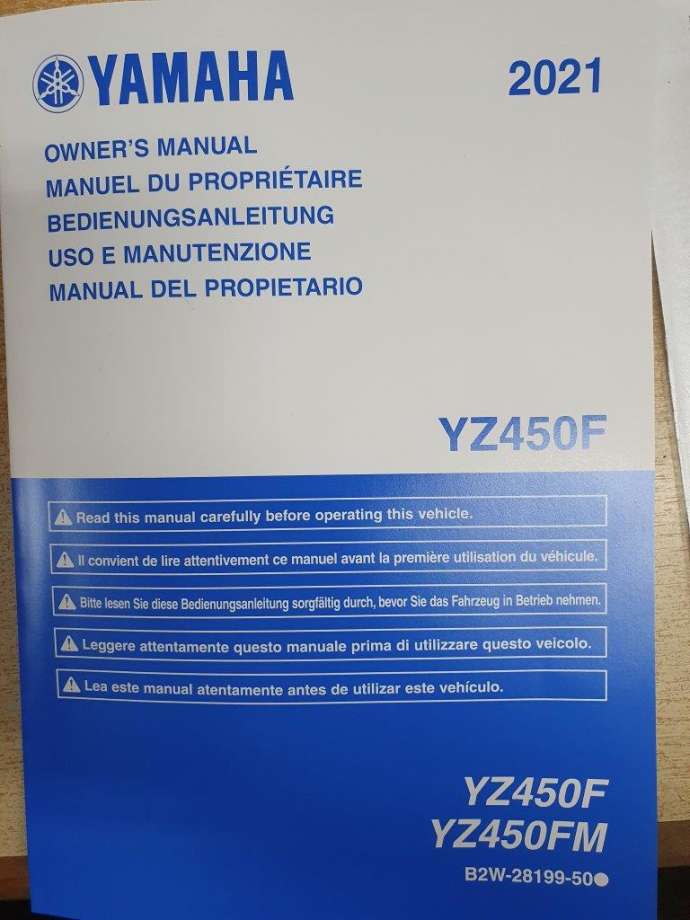 YAMAHA 2021
OWNER'S MANUAL
MANUEL DU PROPRIÉTAIRE
BEDIENUNGSANLEITUNG
USO E MANUTENZIONE
MANUAL DEL PROPIETARIO
YZ450F
Read this manual carefully before operating this vehicle.
Il convient de lire attentivement ce manuel avant la première utilisation du véhicule.
Bitte lesen Sie diese Bedienungsanleitung sorgfältig durch, bevor Sie das Fahrzeug in Betrieb nehmen.
Leggere attentamente questo manuale prima di utilizzare questo veicolo.
Lea este manual atentamente antes de utilizar este vehículo.
YZ450F
YZ450FM
B2W-28199-50●